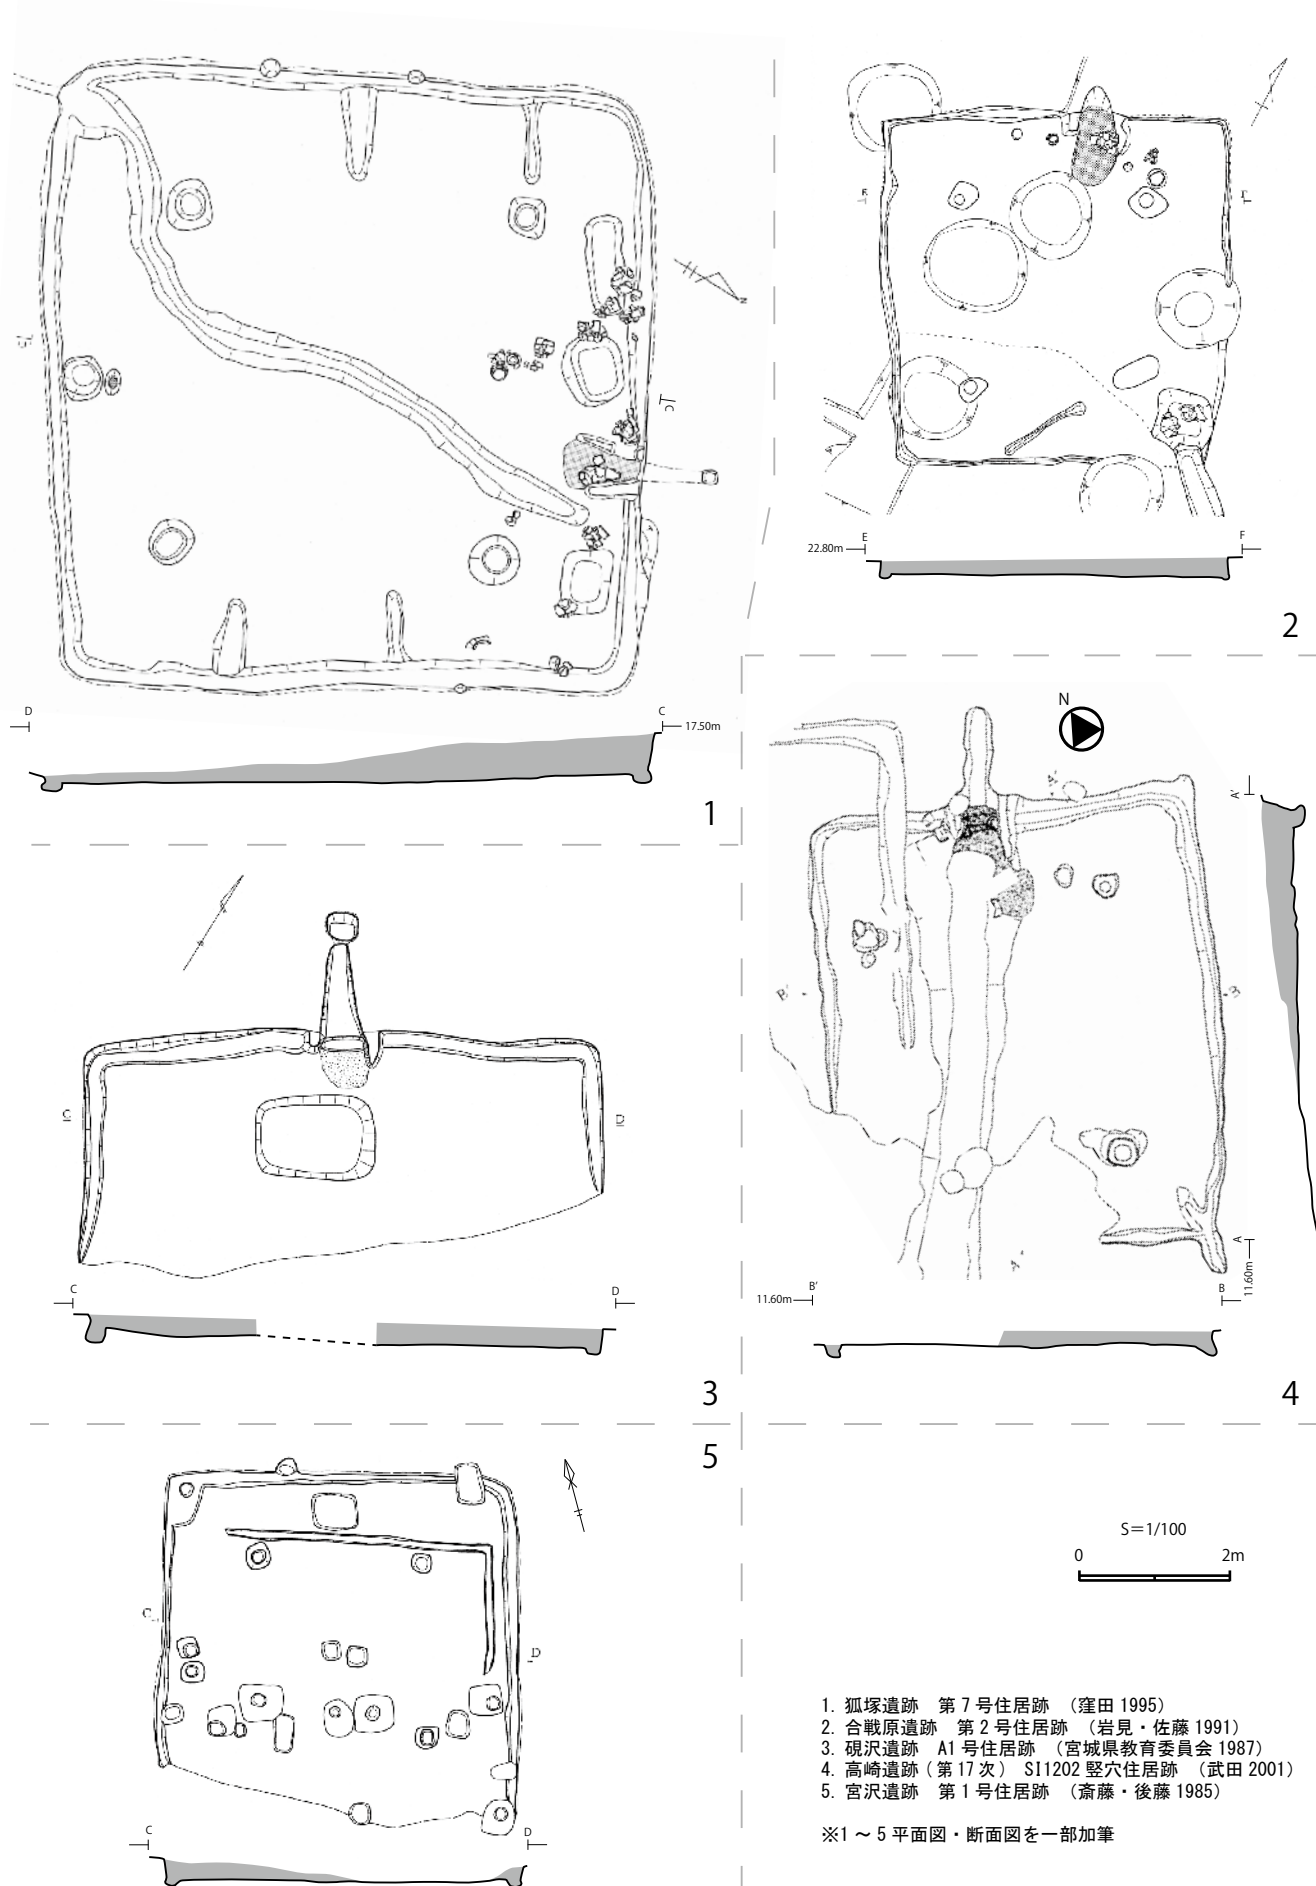 D
C
17.50m
1
E
F
22.80m
2
C
D
C
D
3
N
A'
B'
B
A
11.60m
B'
B
11.60m
4
5
C
D
C
D
S=1/100
0 2m
1. 狐塚遺跡 第7号住居跡 (窪田 1995)
2. 合戦原遺跡 第2号住居跡 (岩見・佐藤 1991)
3. 硯沢遺跡 A1号住居跡 (宮城県教育委員会 1987)
4. 高崎遺跡(第17次) SI1202竪穴住居跡 (武田 2001)
5. 宮沢遺跡 第1号住居跡 (斎藤・後藤 1985)
※1～5平面図・断面図を一部加筆